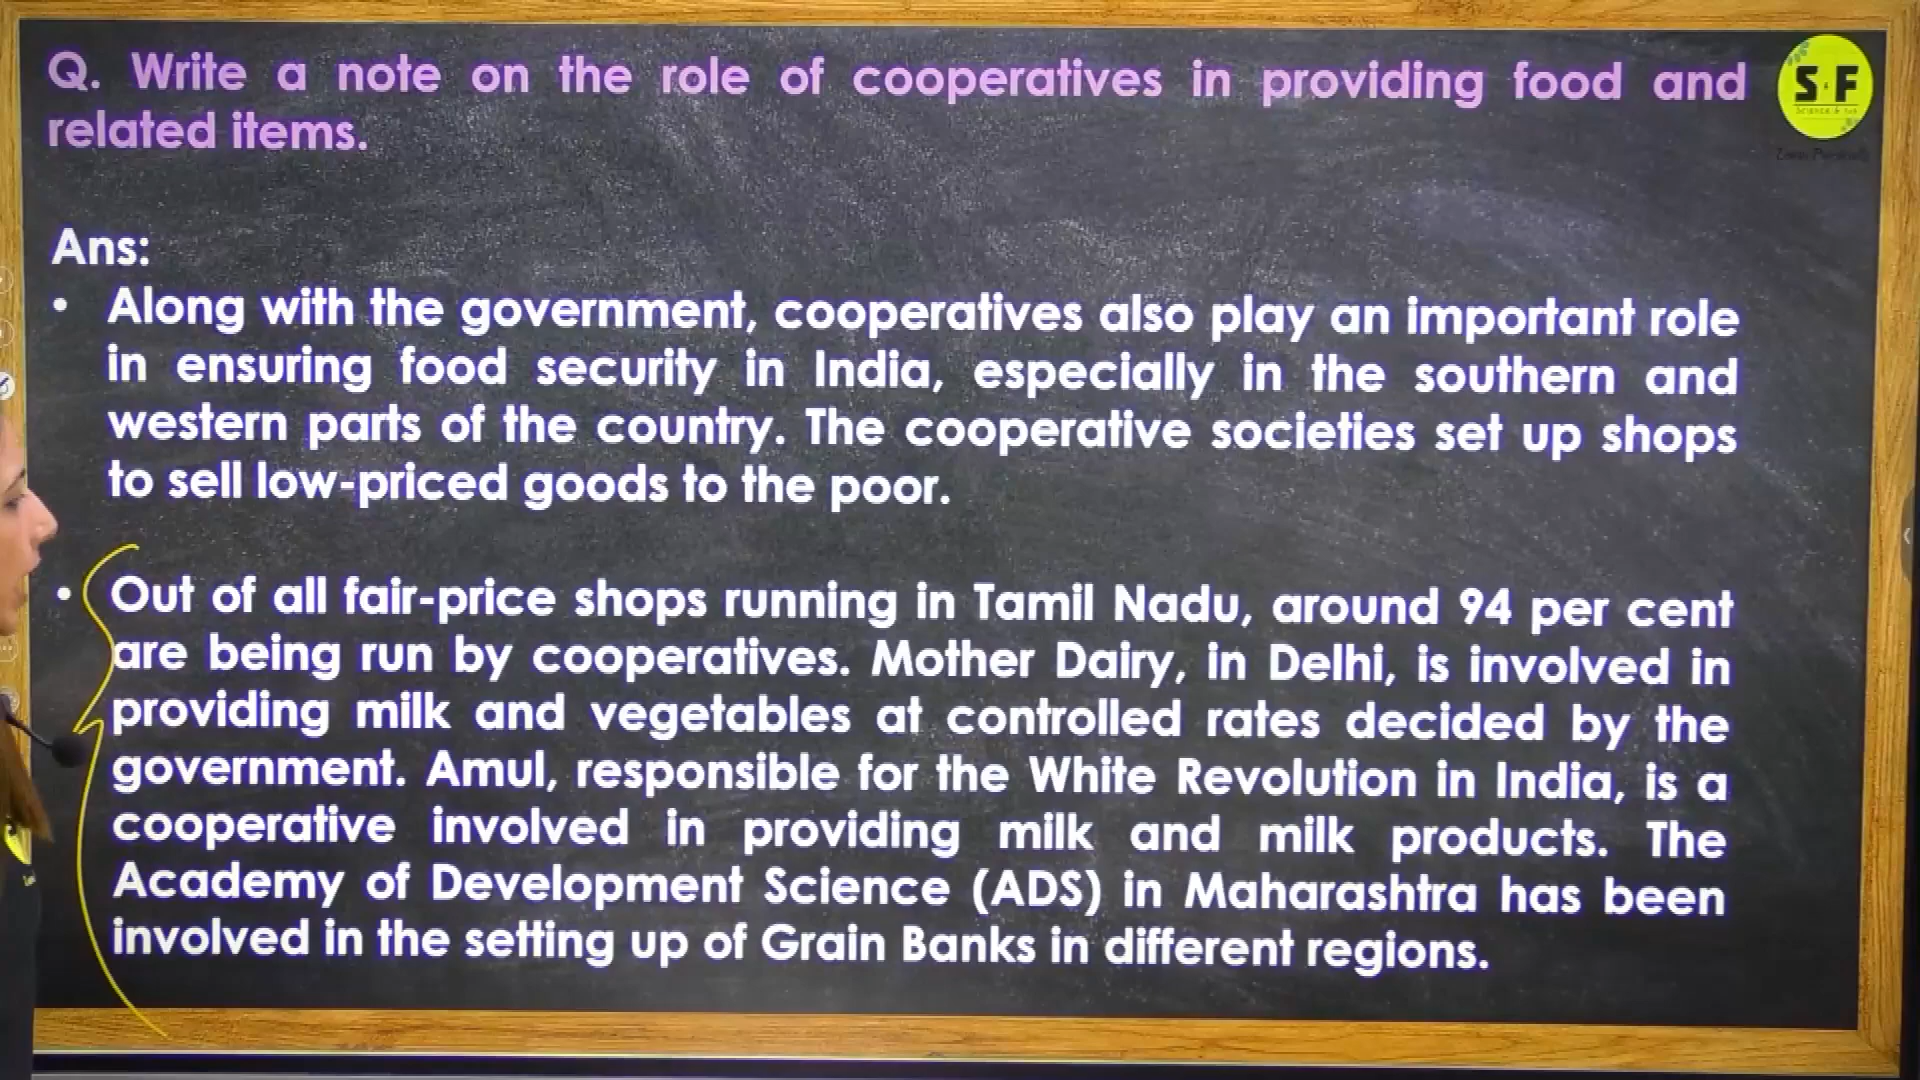 Q. Write a note on the role of cooperatives in providing food and
related items.
S F
Ans:
• Along with the government, cooperatives also play an important role
in ensuring food security in India, especially in the southern and
western parts of the country. The cooperative societies set up shops
to sell low-priced goods to the poor.
• Out of all fair-price shops running in Tamil Nadu, around 94 per cent
are being run by cooperatives. Mother Dairy, in Delhi, is involved in
providing milk and vegetables at controlled rates decided by the
government. Amul, responsible for the White Revolution in India, is a
cooperative involved in providing milk and milk products. The
Academy of Development Science (ADS) in Maharashtra has been
involved in the setting up of Grain Banks in different regions.